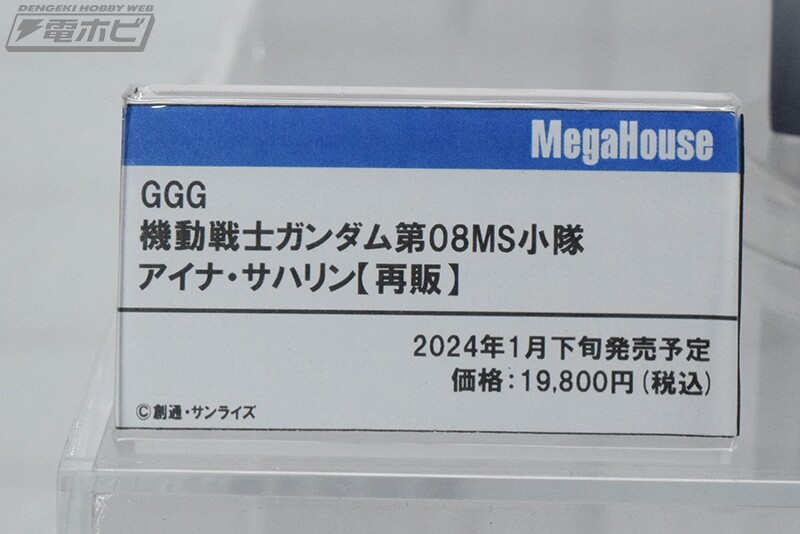 DENGEKI HOBBY WEB
電ホビ
MegaHouse
GGG
機動戦士ガンダム第08MS小隊
アイナ・サハリン【再販】
2024年1月下旬発売予定
価格：19,800円（税込）
©創通・サンライズ